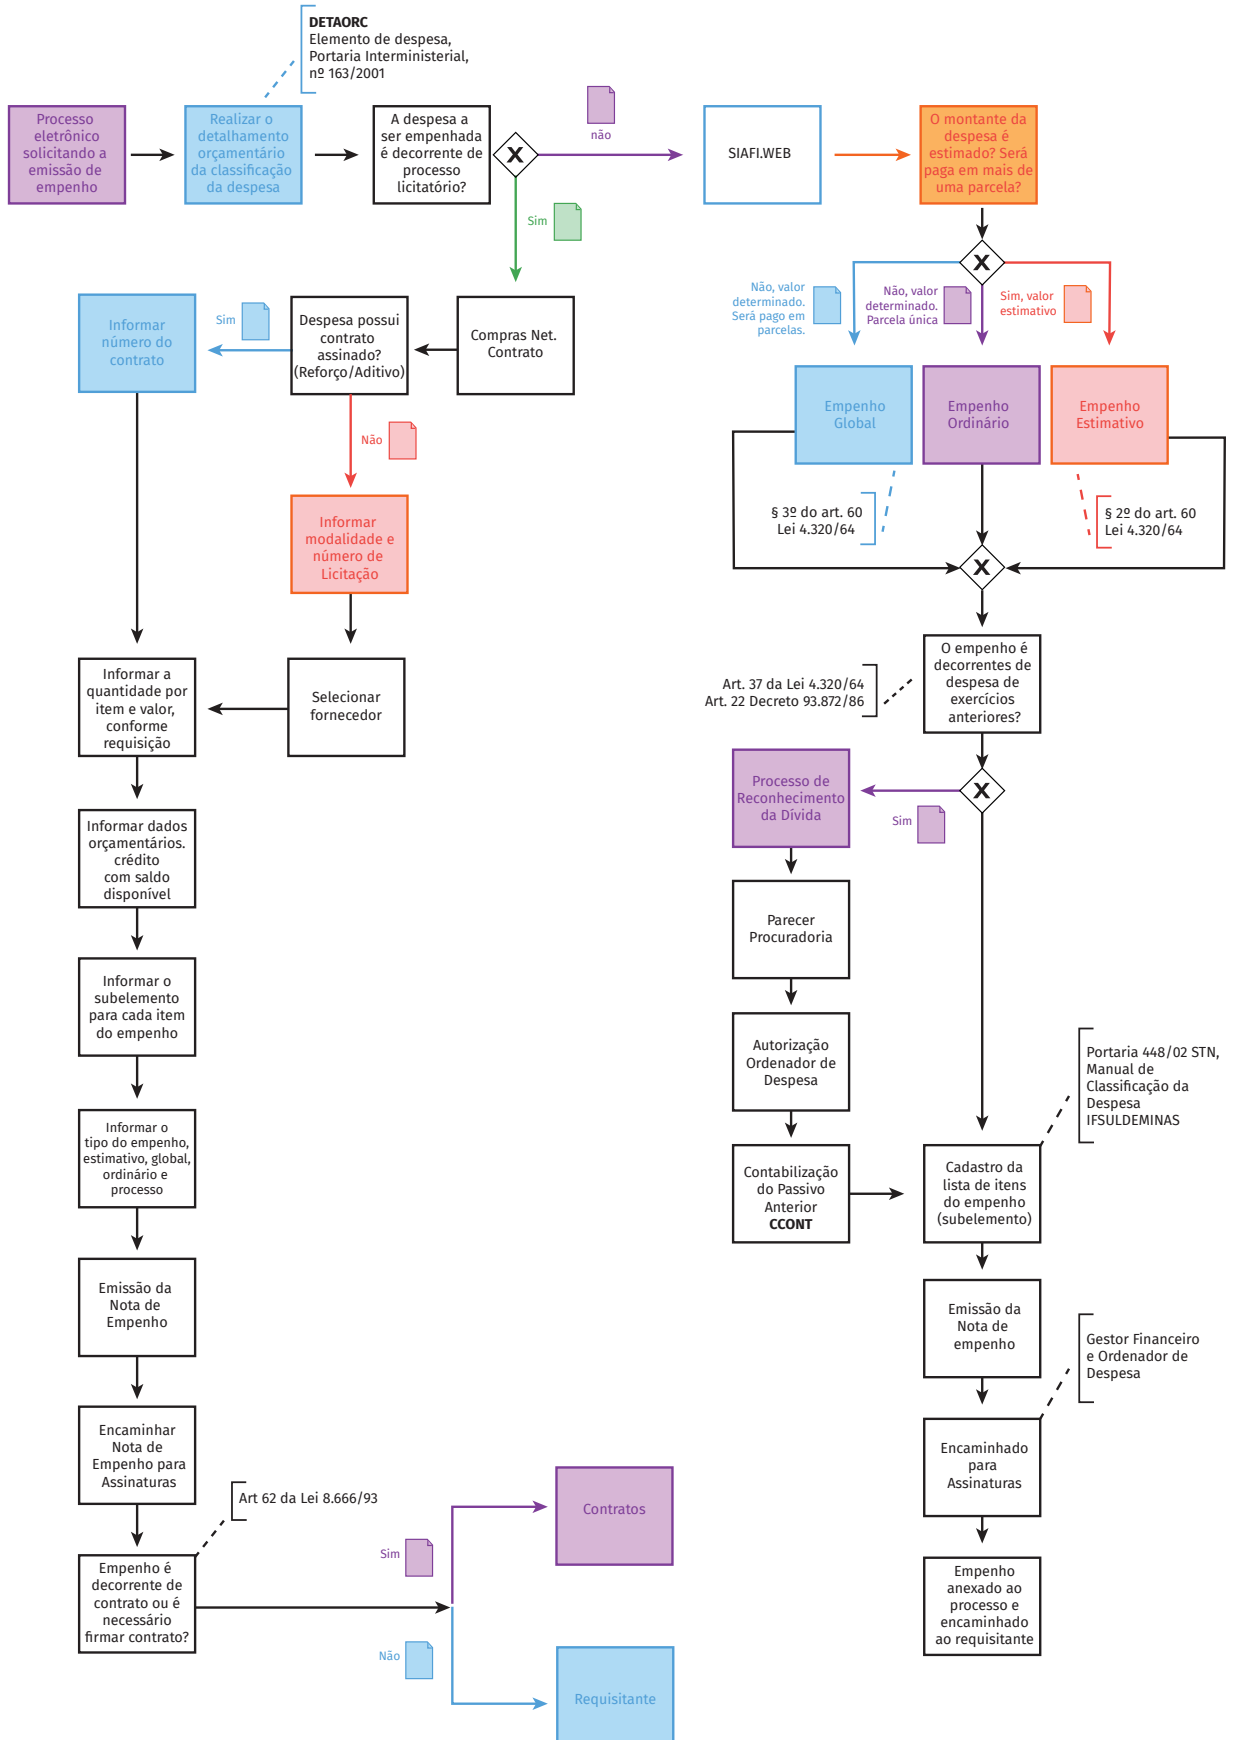 DETAORC
Elemento de despesa,
Portaria Interministerial,
nº 163/2001
Processo
eletrônico
solicitando a
emissão de
empenho
Realizar o
detalhamento
orçamentário
da classificação
da despesa
A despesa a
ser empenhada
é decorrente de
processo
licitatório?
X
não
SIAFI.WEB
O montante da
despesa é
estimado? Será
paga em mais de
uma parcela?
Sim
X
Não, valor
determinado.
Será pago em
parcelas.
Não, valor
determinado.
Parcela única
Sim, valor
estimativo
Informar
número do
contrato
Sim
Despesa possui
contrato
assinado?
(Reforço/Aditivo)
Compras Net.
Contrato
Empenho
Global
Empenho
Ordinário
Empenho
Estimativo
Não
Informar
modalidade e
número de
Licitação
§ 3º do art. 60
Lei 4.320/64
§ 2º do art. 60
Lei 4.320/64
X
Informar a
quantidade por
item e valor,
conforme
requisição
Selecionar
fornecedor
Art. 37 da Lei 4.320/64
Art. 22 Decreto 93.872/86
O empenho é
decorrentes de
despesa de
exercícios
anteriores?
X
Sim
Processo de
Reconhecimento
da Dívida
Informar dados
orçamentários.
crédito
com saldo
disponível
Parecer
Procuradoria
Informar o
subelemento
para cada item
do empenho
Autorização
Ordenador de
Despesa
Portaria 448/02 STN,
Manual de
Classificação da
Despesa
IFSULDEMINAS
Informar o
tipo do empenho,
estimativo, global,
ordinário e
processo
Contabilização
do Passivo
Anterior
CCONT
Cadastro da
lista de itens
do empenho
(subelemento)
Emissão da
Nota de
Empenho
Emissão da
Nota de
empenho
Gestor Financeiro
e Ordenador de
Despesa
Encaminhar
Nota de
Empenho para
Assinaturas
Encaminhado
para
Assinaturas
Art 62 da Lei 8.666/93
Contratos
Sim
Empenho é
decorrente de
contrato ou é
necessário
firmar contrato?
Empenho
anexado ao
processo e
encaminhado
ao requisitante
Não
Requisitante